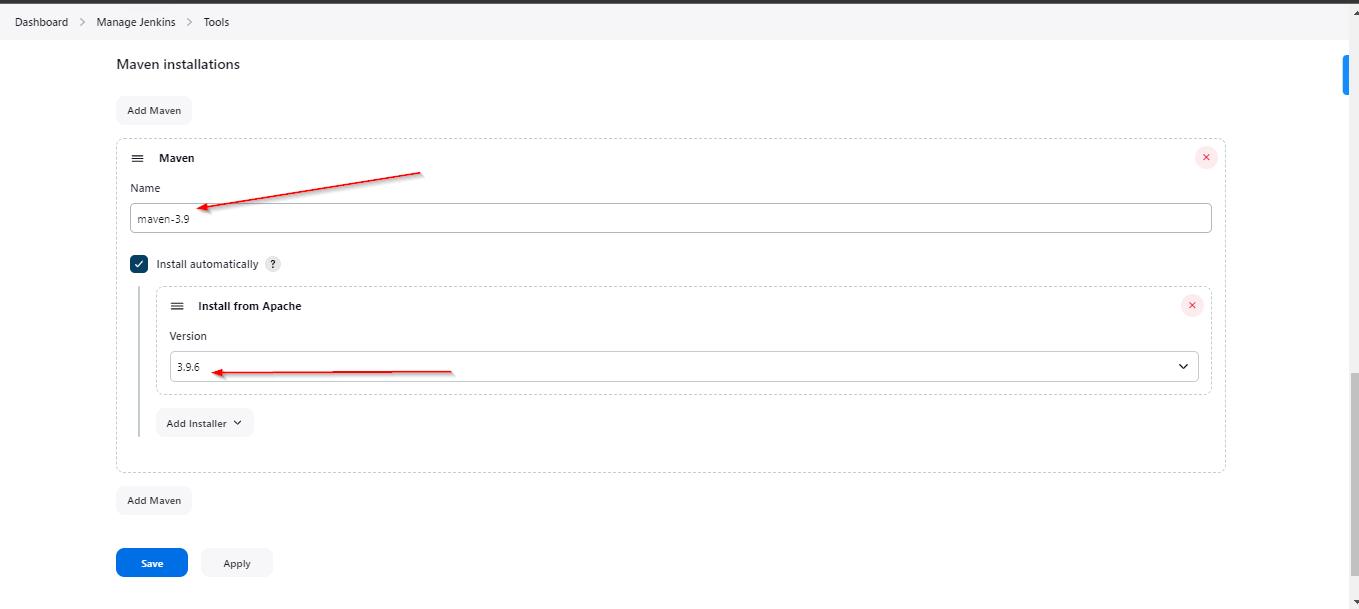 Dashboard > Manage Jenkins > Tools
Maven installations
Add Maven
Maven
Name
maven-3.9
Install automatically ?
Install from Apache
Version
3.9.6
Add Installer
Add Maven
Save Apply